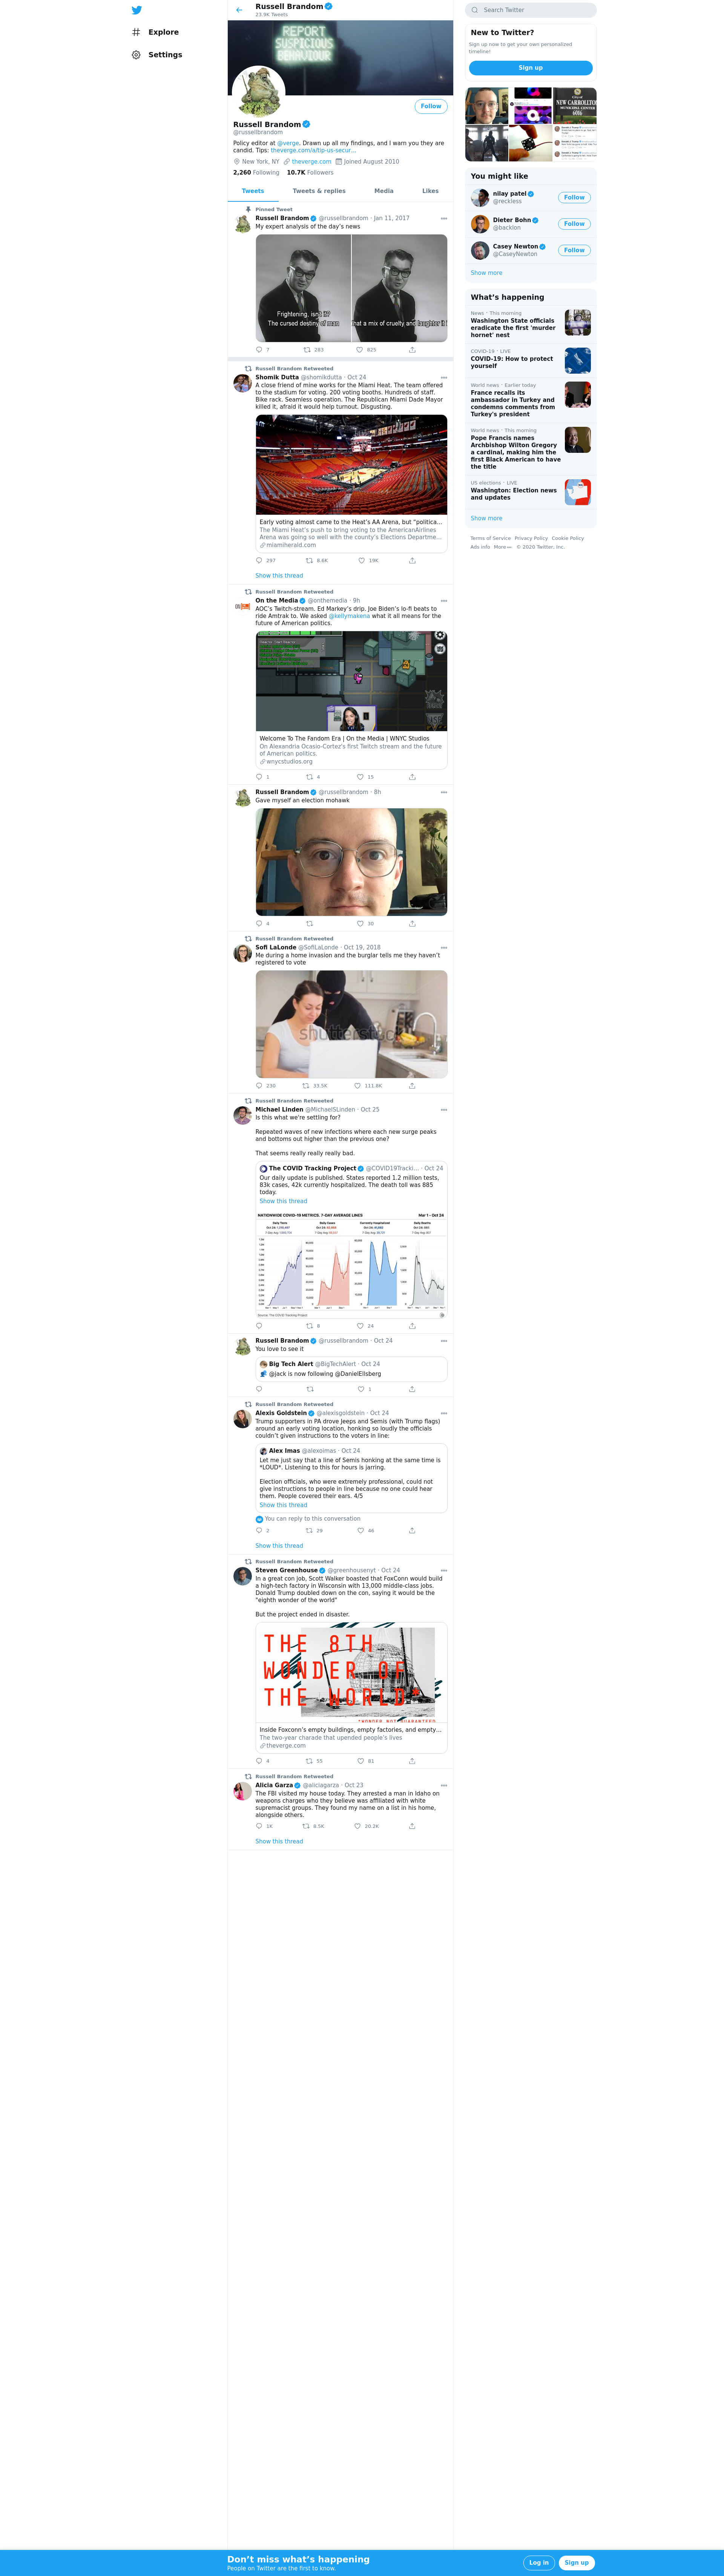 Russell Brandom
23.9K Tweets
Explore
Settings
REPORT
SUSPICIOUS
BEHAVIOUR
Follow
Russell Brandom
@russellbrandom
Policy editor at @verge. Drawn up all my findings, and I warn you they are
candid. Tips: theverge.com/a/tip-us-secur…
New York, NY theverge.com Joined August 2010
2,260 Following 10.7K Followers
Tweets Tweets & replies Media Likes
Pinned Tweet
Russell Brandom @russellbrandom · Jan 11, 2017
My expert analysis of the day's news
Frightening, isn't it?
The cursed destiny of man
that a mix of cruelty and laughter it
7 283 825
Russell Brandom Retweeted
Shomik Dutta @shomikdutta · Oct 24
A close friend of mine works for the Miami Heat. The team offered
to the stadium for voting. 200 voting booths. Hundreds of staff.
Bike rack. Seamless operation. The Republican Miami Dade Mayor
killed it, afraid it would help turnout. Disgusting.
Early voting almost came to the Heat's AA Arena, but "politica…
The Miami Heat's push to bring voting to the AmericanAirlines
Arena was going so well with the county's Elections Departme…
miamiherald.com
297 8.6K 19K
Show this thread
Russell Brandom Retweeted
On the Media @onthemedia · 9h
AOC's Twitch-stream. Ed Markey's drip. Joe Biden's lo-fi beats to
ride Amtrak to. We asked @kellymakena what it all means for the
future of American politics.
Welcome To The Fandom Era | On the Media | WNYC Studios
On Alexandria Ocasio-Cortez's first Twitch stream and the future
of American politics.
wnycstudios.org
1 4 15
Russell Brandom @russellbrandom · 8h
Gave myself an election mohawk
4 30
Russell Brandom Retweeted
Sofi LaLonde @SofiLaLonde · Oct 19, 2018
Me during a home invasion and the burglar tells me they haven't
registered to vote
shutterstock
230 33.5K 111.8K
Russell Brandom Retweeted
Michael Linden @MichaelSLinden · Oct 25
Is this what we're settling for?
Repeated waves of new infections where each new surge peaks
and bottoms out higher than the previous one?
That seems really really really bad.
The COVID Tracking Project @COVID19Tracki… · Oct 24
Our daily update is published. States reported 1.2 million tests,
83k cases, 42k currently hospitalized. The death toll was 885
today.
Show this thread
NATIONWIDE COVID-19 METRICS. 7-DAY AVERAGE LINES Mar 1 - Oct 24
Daily Tests Daily Cases Currently Hospitalized Daily Deaths
Source: The COVID Tracking Project
8 24
Russell Brandom @russellbrandom · Oct 24
You love to see it
Big Tech Alert @BigTechAlert · Oct 24
@jack is now following @DanielEllsberg
1
Russell Brandom Retweeted
Alexis Goldstein @alexisgoldstein · Oct 24
Trump supporters in PA drove Jeeps and Semis (with Trump flags)
around an early voting location, honking so loudly the officials
couldn't given instructions to the voters in line:
Alex Imas @alexoimas · Oct 24
Let me just say that a line of Semis honking at the same time is
*LOUD*. Listening to this for hours is jarring.
Election officials, who were extremely professional, could not
give instructions to people in line because no one could hear
them. People covered their ears. 4/5
Show this thread
You can reply to this conversation
2 29 46
Show this thread
Russell Brandom Retweeted
Steven Greenhouse @greenhousenyt · Oct 24
In a great con job, Scott Walker boasted that FoxConn would build
a high-tech factory in Wisconsin with 13,000 middle-class jobs.
Donald Trump doubled down on the con, saying it would be the
"eighth wonder of the world"
But the project ended in disaster.
THE 8TH
WONDER OF
THE WORLD*
*WONDER NOT GUARANTEED
Inside Foxconn's empty buildings, empty factories, and empty…
The two-year charade that upended people's lives
theverge.com
4 55 81
Russell Brandom Retweeted
Alicia Garza @aliciagarza · Oct 23
The FBI visited my house today. They arrested a man in Idaho on
weapons charges who they believe was affiliated with white
supremacist groups. They found my name on a list in his home,
alongside others.
1K 8.5K 20.2K
Show this thread
Search Twitter
New to Twitter?
Sign up now to get your own personalized
timeline!
Sign up
City of
NEW CARROLLTON
MUNICIPAL CENTER
6016
You might like
nilay patel
@reckless
Follow
Dieter Bohn
@backlon
Follow
Casey Newton
@CaseyNewton
Follow
Show more
What's happening
News · This morning
Washington State officials
eradicate the first 'murder
hornet' nest
COVID-19 · LIVE
COVID-19: How to protect
yourself
World news · Earlier today
France recalls its
ambassador in Turkey and
condemns comments from
Turkey's president
World news · This morning
Pope Francis names
Archbishop Wilton Gregory
a cardinal, making him the
first Black American to have
the title
US elections · LIVE
Washington: Election news
and updates
Show more
Terms of Service Privacy Policy Cookie Policy
Ads info More © 2020 Twitter, Inc.
Don't miss what's happening
People on Twitter are the first to know.
Log in Sign up